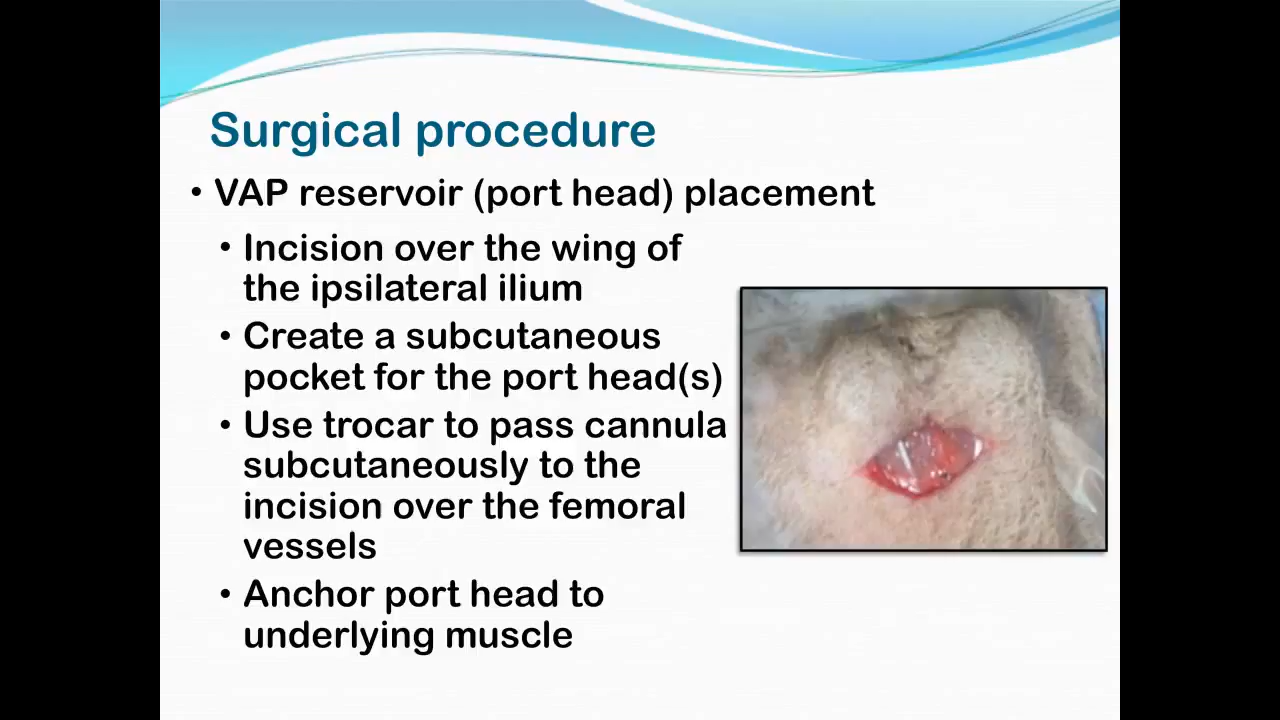 Surgical procedure
• VAP reservoir (port head) placement
• Incision over the wing of
the ipsilateral ilium
• Create a subcutaneous
pocket for the port head(s)
• Use trocar to pass cannula
subcutaneously to the
incision over the femoral
vessels
• Anchor port head to
underlying muscle